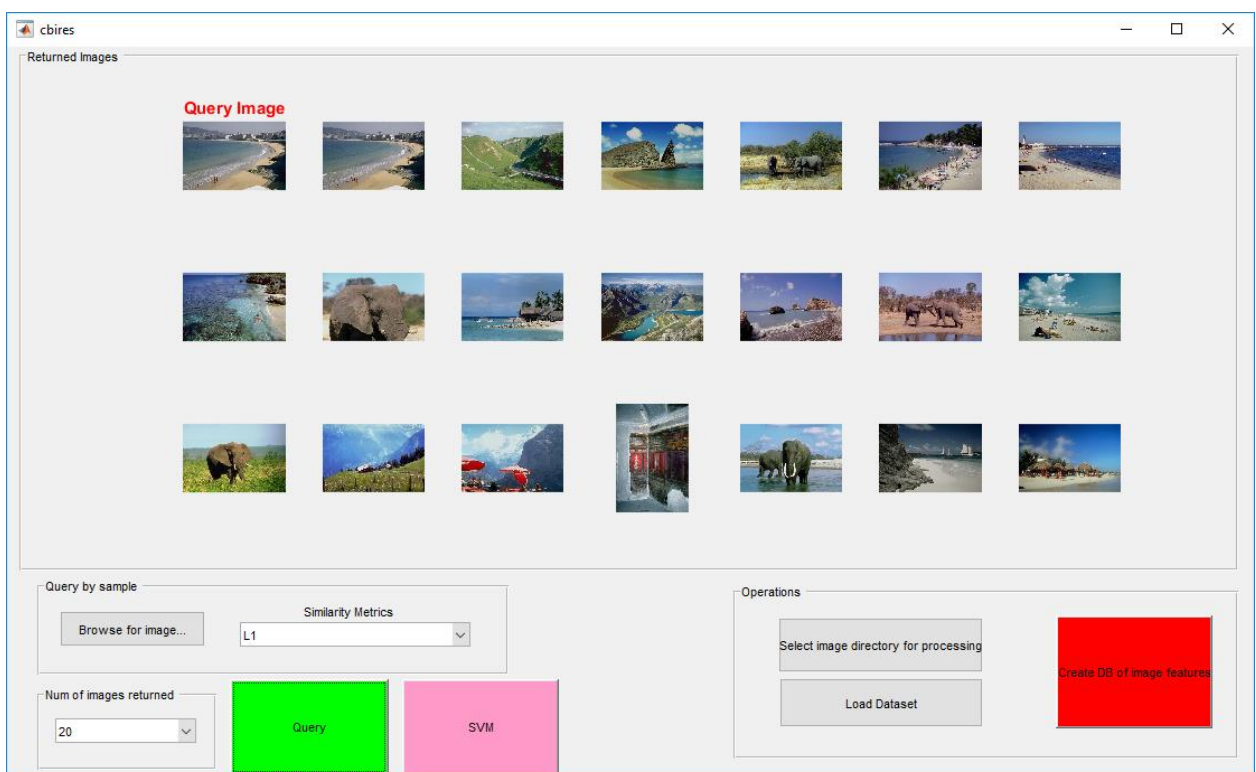 cbires
Returned Images
Query Image
Query by sample
Browse for image...
Similarity Metrics
L1
Num of images returned
20
Query
SVM
Operations
Select image directory for processing
Load Dataset
Create DB of image features